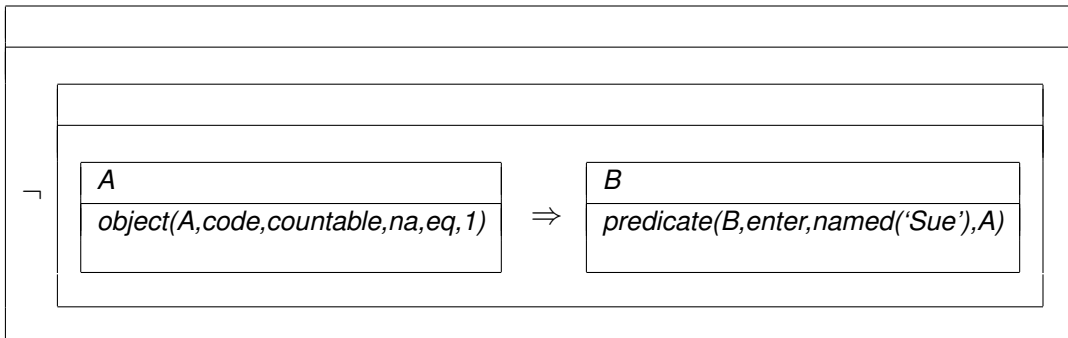 A
object(A,code,countable,na,eq,1)
¬
⇒
B
predicate(B,enter,named(‘Sue’),A)